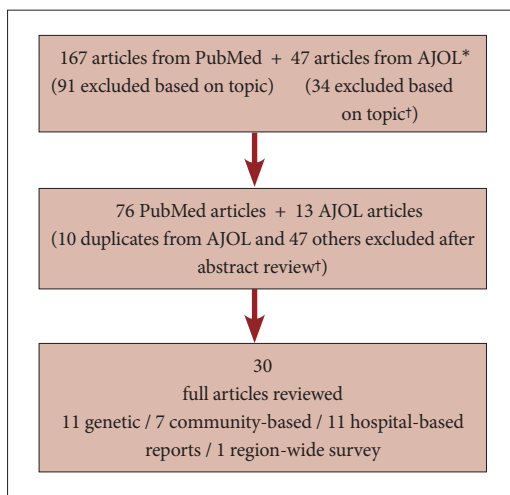 167 articles from PubMed + 47 articles from AJOL*
(91 excluded based on topic) (34 excluded based
on topic†)
76 PubMed articles + 13 AJOL articles
(10 duplicates from AJOL and 47 others excluded after
abstract review†)
30
full articles reviewed
11 genetic / 7 community-based / 11 hospital-based
reports / 1 region-wide survey